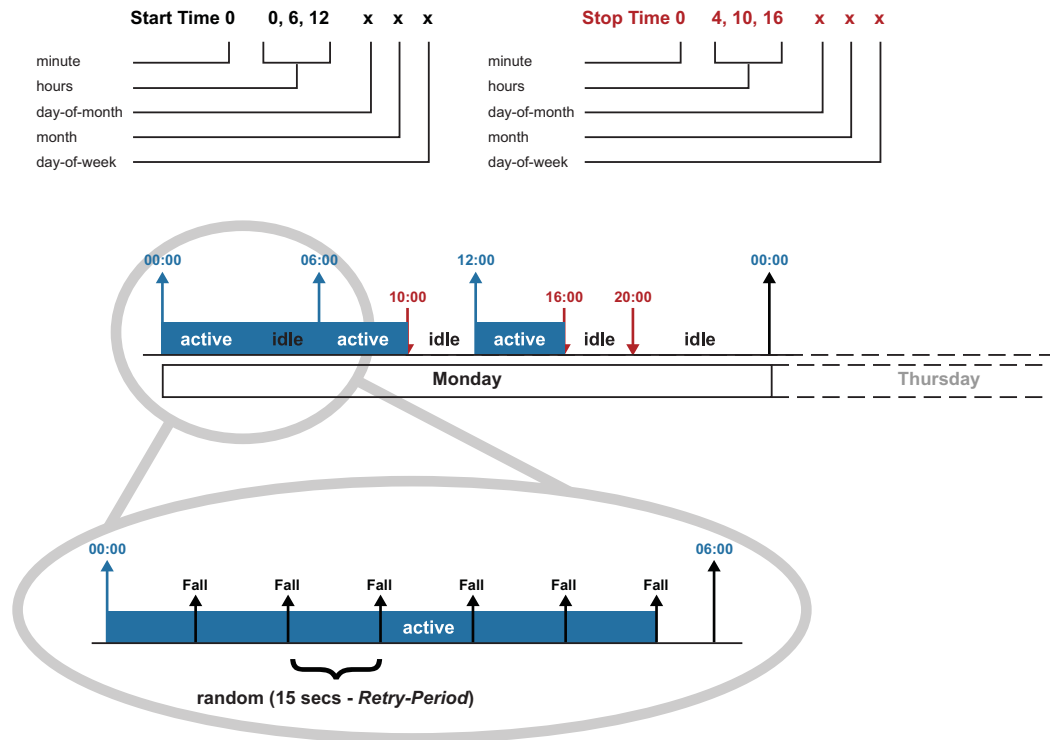 Start Time 0 0, 6, 12 x x x
minute
hours
day-of-month
month
day-of-week
Stop Time 0 4, 10, 16 x x x
minute
hours
day-of-month
month
day-of-week
00:00 06:00 12:00 00:00
10:00 16:00 20:00
active idle active idle active idle idle
Monday Thursday
00:00 06:00
Fall Fall Fall Fall Fall Fall
active
random (15 secs - Retry-Period)